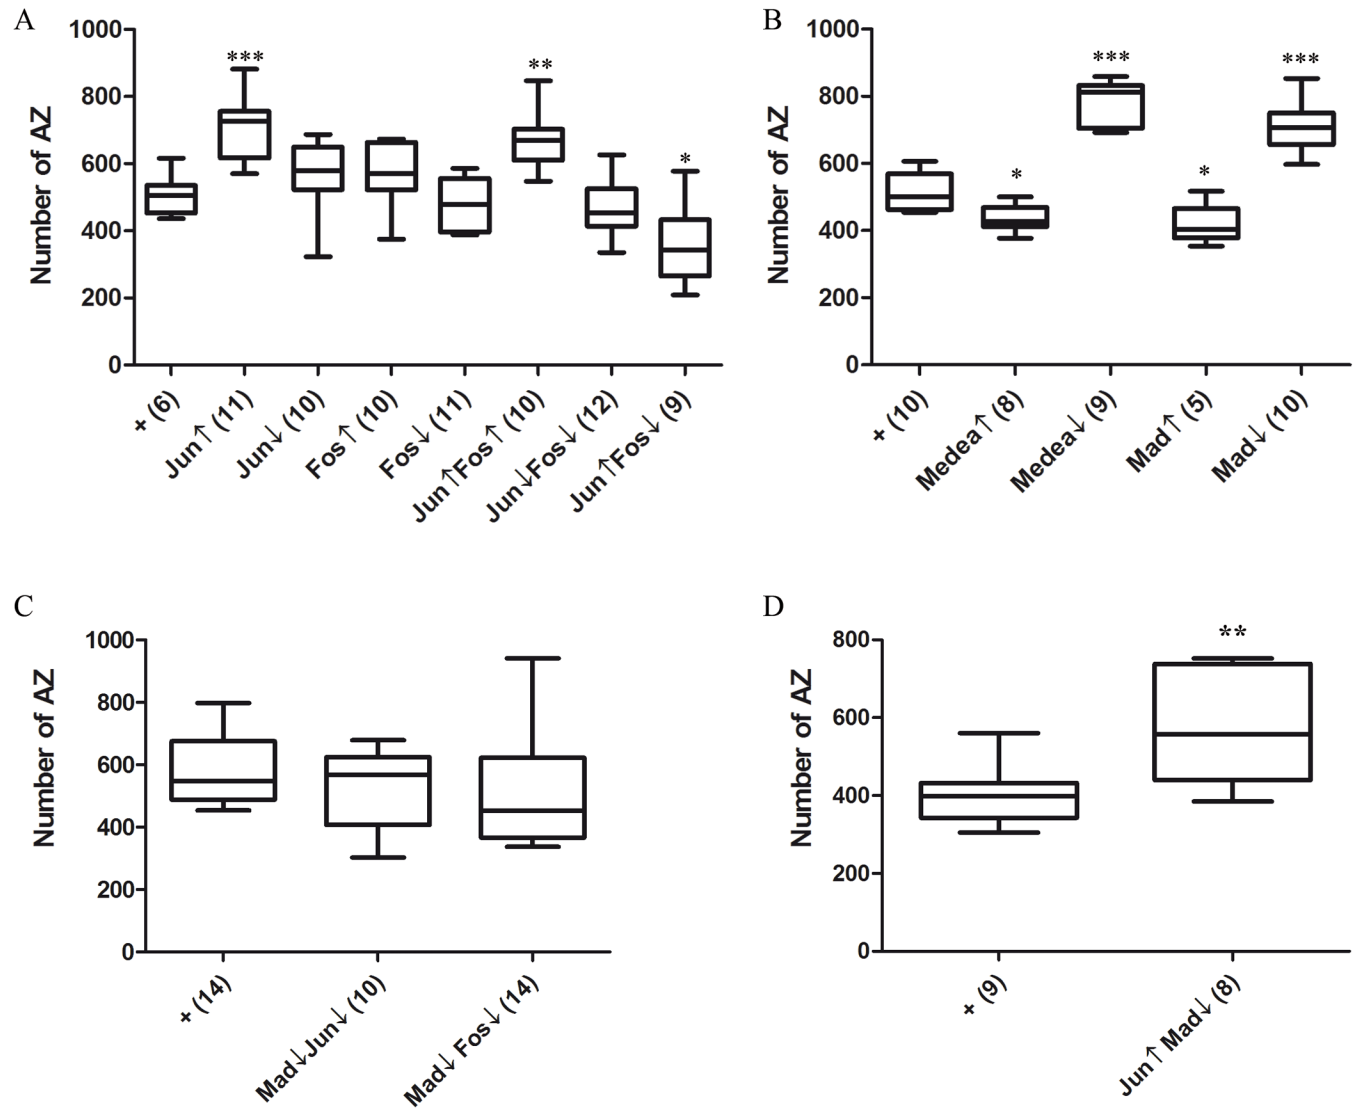 A
Number of AZ
1000
800
600
400
200
0
***
**
*
+ (6)
Jun↑ (11)
Jun↓ (10)
Fos↑ (10)
Fos↓ (11)
Jun↑Fos↑ (10)
Jun↓Fos↓ (12)
Jun↑Fos↓ (9)
B
Number of AZ
1000
800
600
400
200
0
*
***
*
***
+ (10)
Medea↑ (8)
Medea↓ (9)
Mad↑ (5)
Mad↓ (10)
C
Number of AZ
1000
800
600
400
200
0
+ (14)
Mad↓Jun↓ (10)
Mad↓ Fos↓ (14)
D
Number of AZ
800
600
400
200
0
**
+ (9)
Jun↑ Mad↓ (8)